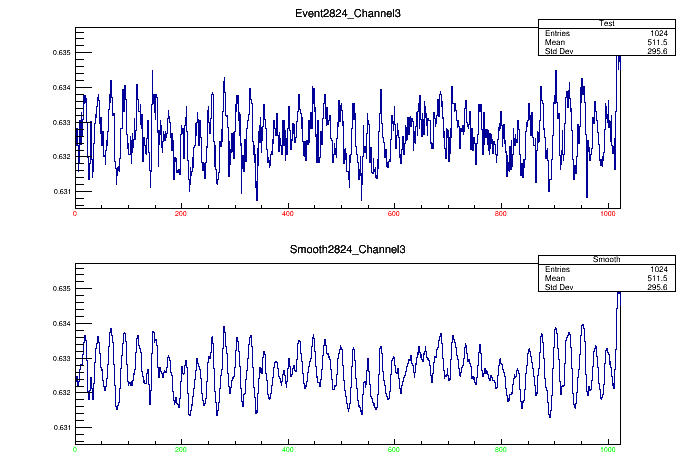 Event2824_Channel3
Test
Entries 1024
Mean 511.5
Std Dev 295.6
0.635
0.634
0.633
0.632
0.631
0 200 400 600 800 1000
Smooth2824_Channel3
Smooth
Entries 1024
Mean 511.5
Std Dev 295.6
0.635
0.634
0.633
0.632
0.631
0 200 400 600 800 1000